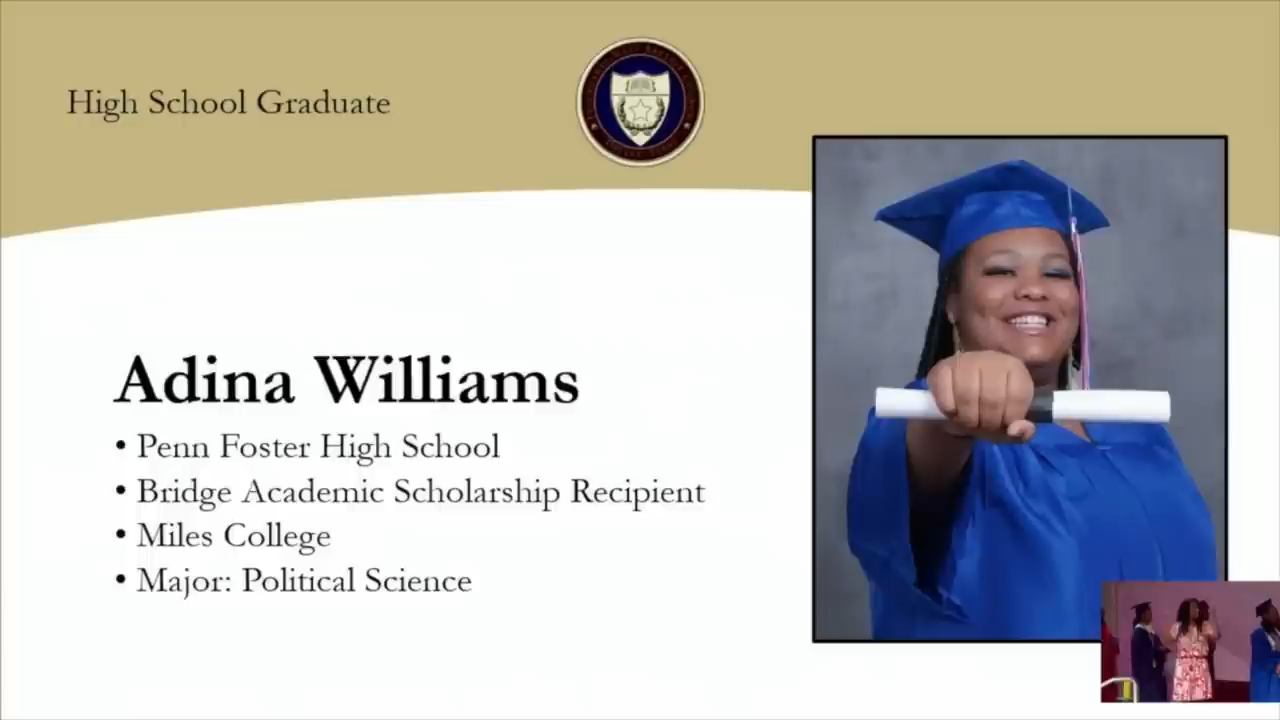 High School Graduate
Adina Williams
• Penn Foster High School
• Bridge Academic Scholarship Recipient
• Miles College
• Major: Political Science